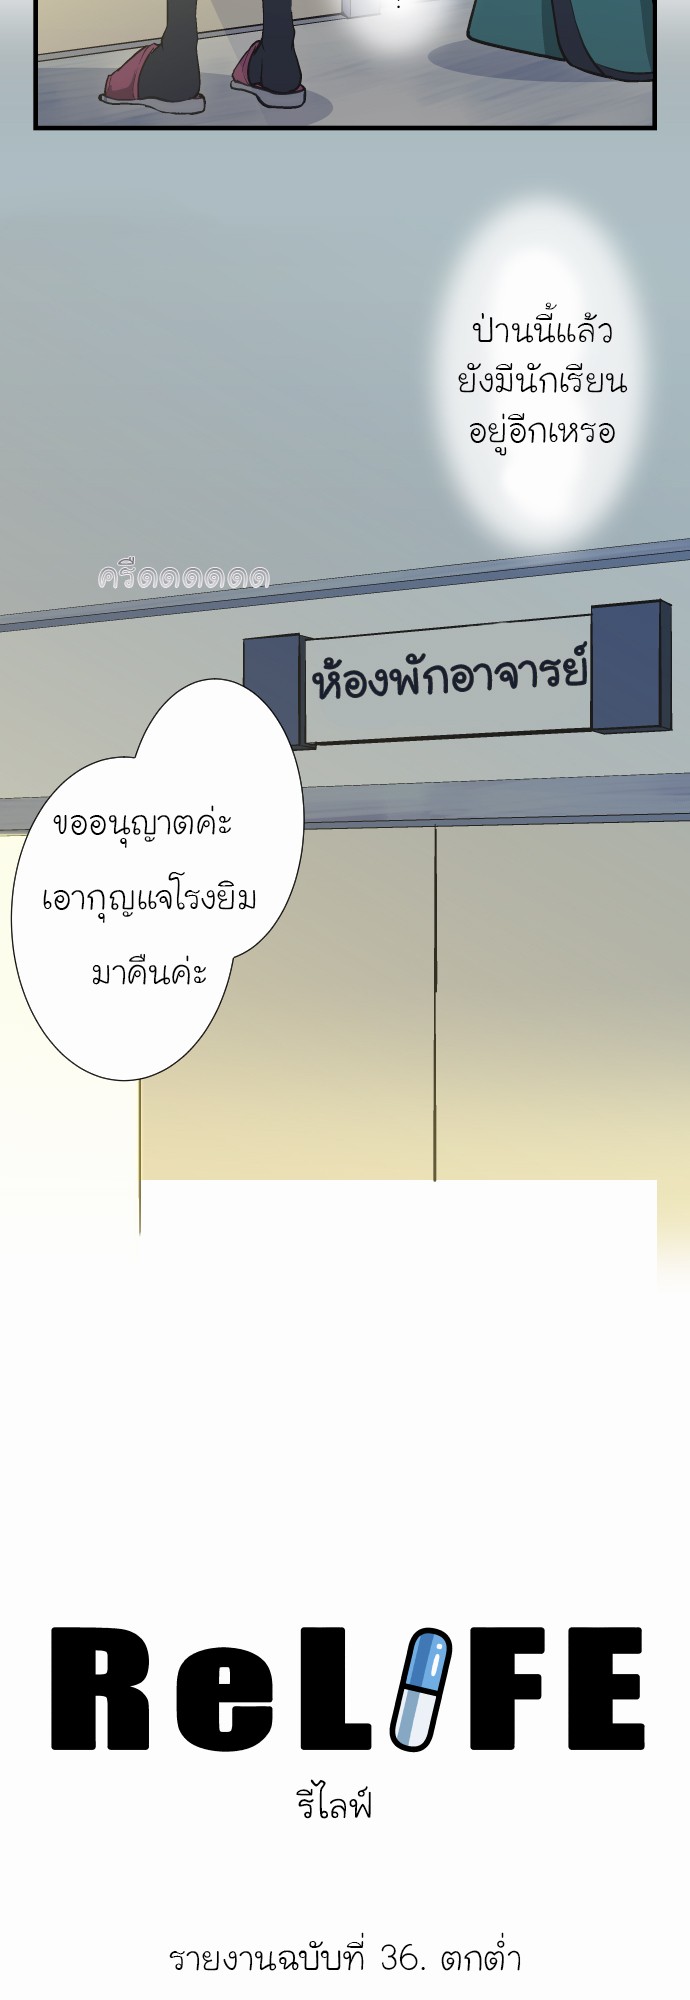 ป่านนี้แล้ว
ยังมีนักเรียน
อยู่อีกเหรอ
ครืดดดดดด
ห้องพักอาจารย์
ขออนุญาตค่ะ
เอากุญแจโรงยิม
มาคืนค่ะ
ReLIFE
รีไลฟ์
รายงานฉบับที่ 36. ตกต่ำ